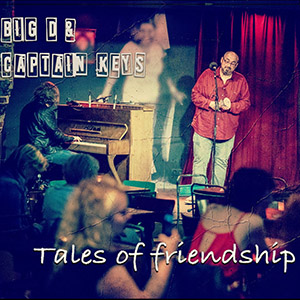 BIG D &
CAPTAIN KEYS
Tales of friendship